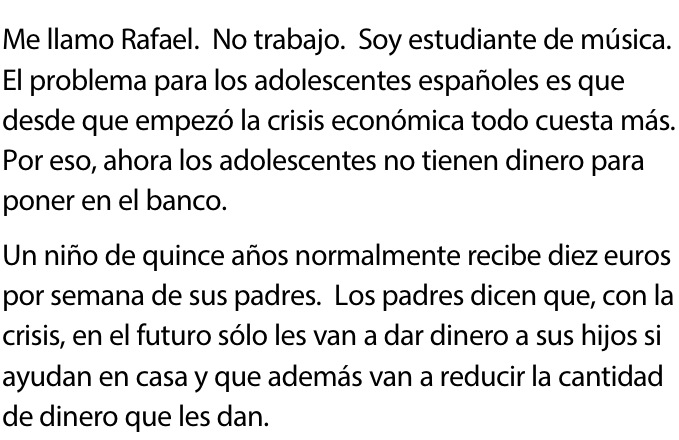 Me llamo Rafael.  No trabajo.  Soy estudiante de música.
El problema para los adolescentes españoles es que
desde que empezó la crisis económica todo cuesta más.
Por eso, ahora los adolescentes no tienen dinero para
poner en el banco.
Un niño de quince años normalmente recibe diez euros
por semana de sus padres.  Los padres dicen que, con la
crisis, en el futuro sólo les van a dar dinero a sus hijos si
ayudan en casa y que además van a reducir la cantidad
de dinero que les dan.